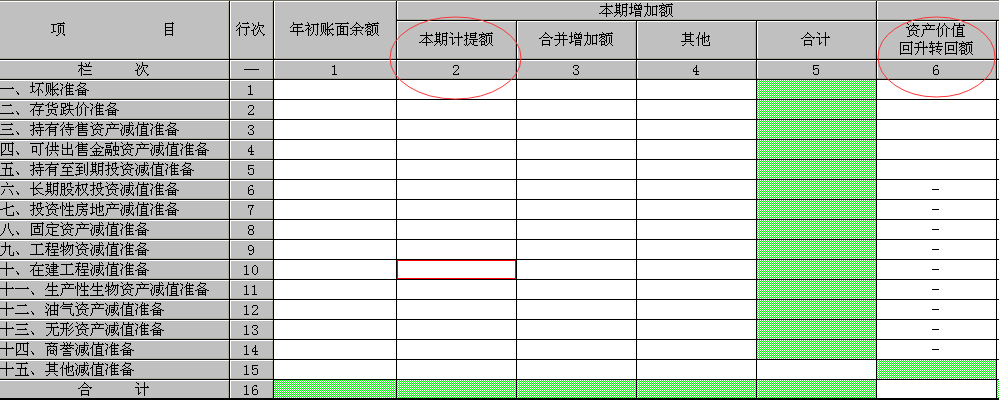 项 目 行次 年初账面余额 本期增加额
本期计提额 合并增加额 其他 合计 资产价值
回升转回额
栏 次 — 1 2 3 4 5 6
一、坏账准备 1
二、存货跌价准备 2
三、持有待售资产减值准备 3
四、可供出售金融资产减值准备 4
五、持有至到期投资减值准备 5
六、长期股权投资减值准备 6 —
七、投资性房地产减值准备 7 —
八、固定资产减值准备 8 —
九、工程物资减值准备 9 —
十、在建工程减值准备 10 —
十一、生产性生物资产减值准备 11 —
十二、油气资产减值准备 12 —
十三、无形资产减值准备 13 —
十四、商誉减值准备 14 —
十五、其他减值准备 15
合 计 16